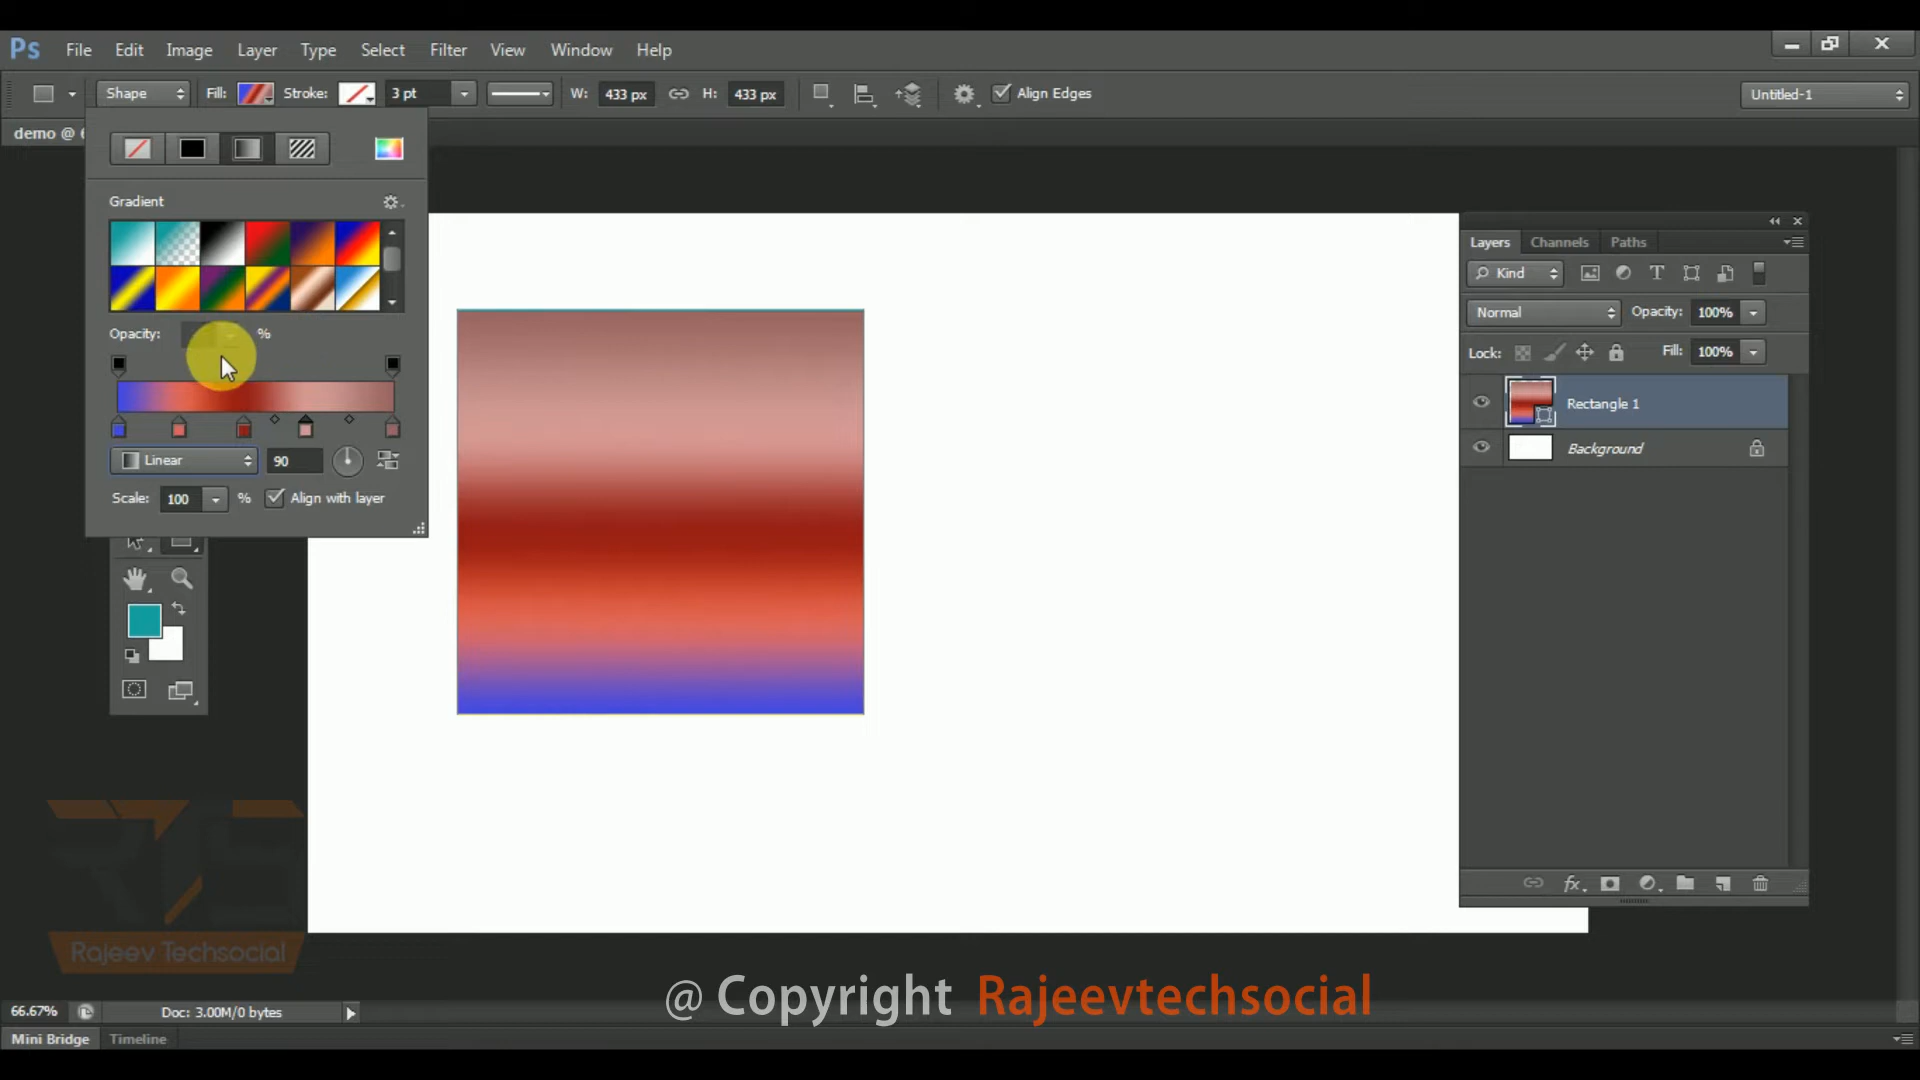 Ps File Edit Image Layer Type Select Filter View Window Help
Shape Fill: Stroke: 3 pt W: 433 px H: 433 px Align Edges Untitled-1
demo @ 6
Gradient
Opacity: %
Linear 90
Scale: 100 % Align with layer
Layers Channels Paths
Kind
Normal Opacity: 100%
Lock: Fill: 100%
Rectangle 1
Background
fx
RTS
Rajeev Techsocial
@ Copyright Rajeevtechsocial
66.67% Doc: 3.00M/0 bytes
Mini Bridge Timeline